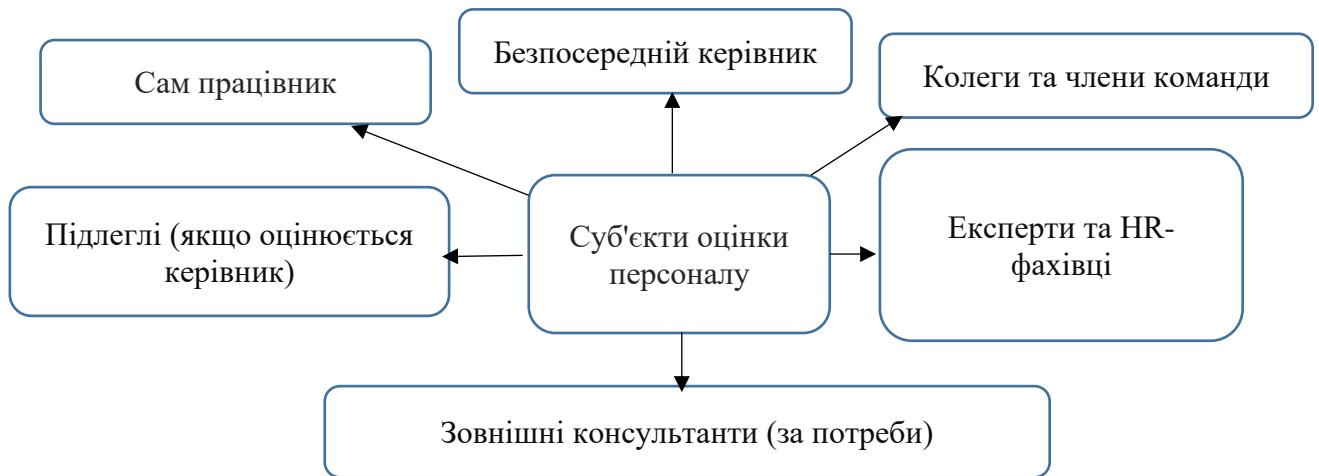 Безпосередній керівник
Сам працівник
Колеги та члени команди
Підлеглі (якщо оцінюється
керівник)
Суб'єкти оцінки
персоналу
Експерти та HR-
фахівці
Зовнішні консультанти (за потреби)